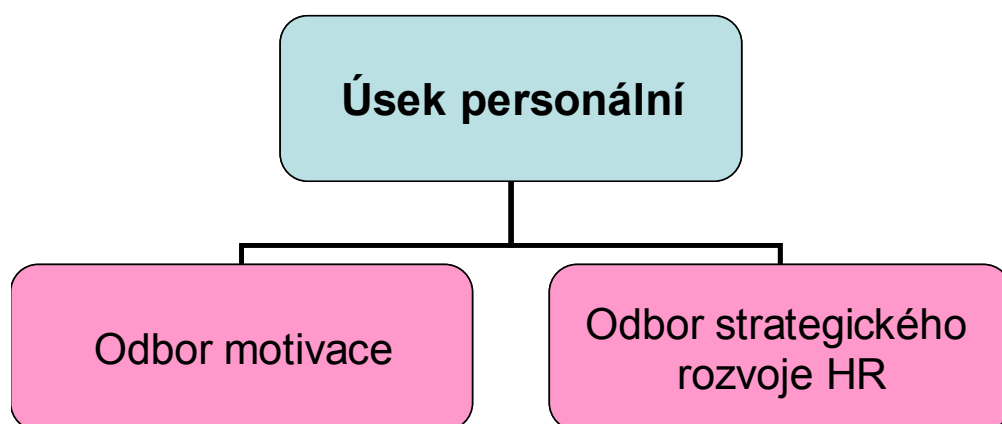 Úsek personální
Odbor motivace
Odbor strategického
rozvoje HR